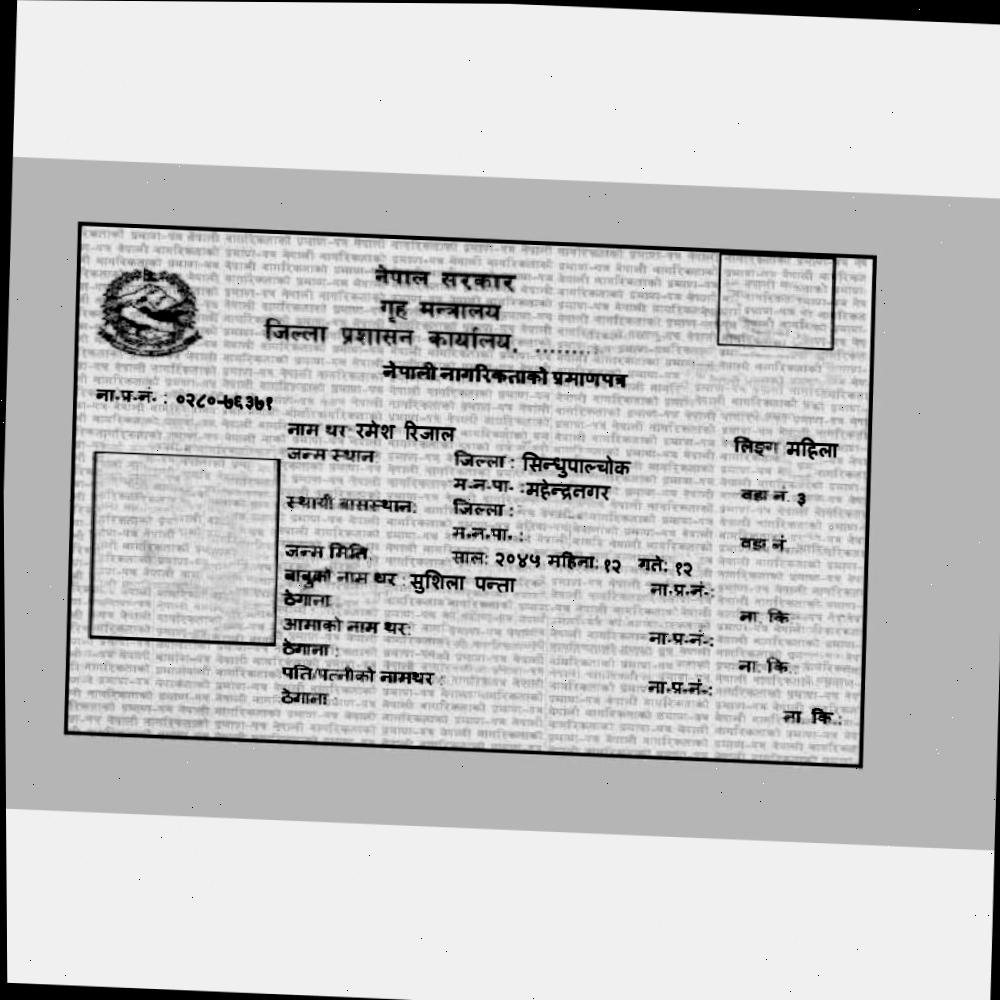 नेपाल सरकार
गृह मन्त्रालय
जिल्ला प्रशासन कार्यालय, ........
नेपाली नागरिकताको प्रमाणपत्र
ना.प्र.नं. : ०२८०-७६३७१
नाम थर: रमेश रिजाल लिङ्ग महिला
जन्म स्थान जिल्ला : सिन्धुपाल्चोक
म.न.पा. : महेन्द्रनगर वडा नं. ३
स्थायी बासस्थान: जिल्ला :
म.न.पा. : वडा नं
जन्म मिति साल: २०४५ महिना: १२ गते: १२
बाबुको नाम थर : सुशिला पन्ता ना.प्र.नं.:
ठेगाना ना. कि
आमाको नाम थर: ना.प्र.नं.:
ठेगाना : ना. कि.
पति/पत्नीको नामथर : ना.प्र.नं.:
ठेगाना ना कि :